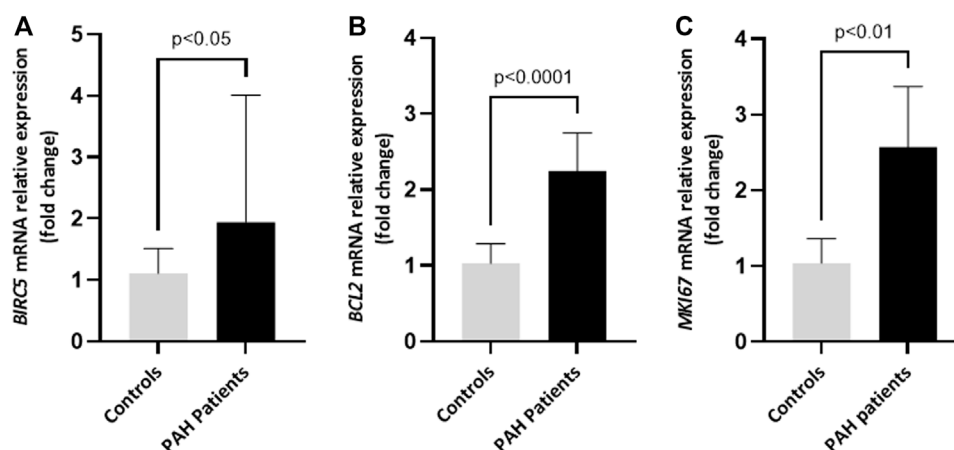 A
BIRC5 mRNA relative expression
(fold change)
5
4
3
2
1
0
p<0.05
Controls
PAH Patients
B
BCL2 mRNA relative expression
(fold change)
4
3
2
1
0
p<0.0001
Controls
PAH Patients
C
MKI67 mRNA relative expression
(fold change)
4
3
2
1
0
p<0.01
Controls
PAH patients